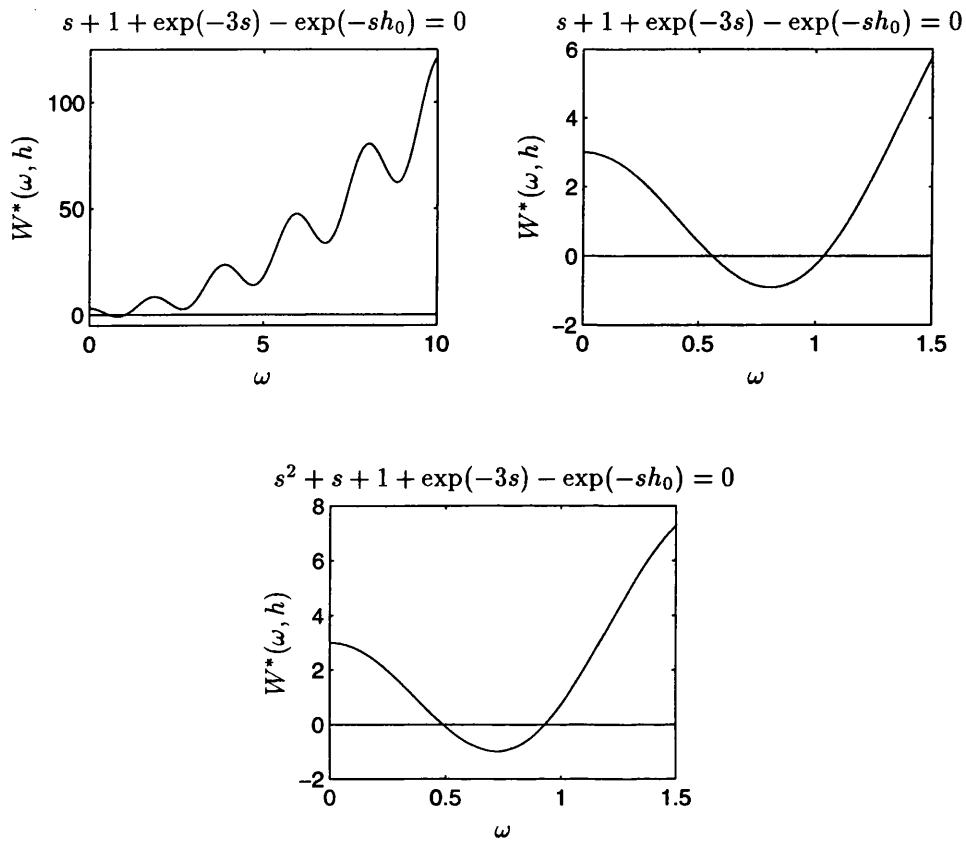 s + 1 + exp(−3s) − exp(−sh₀) = 0
100
50
0
W*(ω, h)
0 5 10
ω
s + 1 + exp(−3s) − exp(−sh₀) = 0
6
4
2
0
−2
W*(ω, h)
0 0.5 1 1.5
ω
s² + s + 1 + exp(−3s) − exp(−sh₀) = 0
8
6
4
2
0
−2
W*(ω, h)
0 0.5 1 1.5
ω